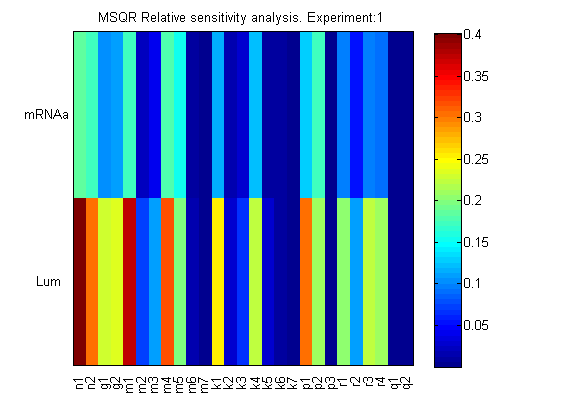 MSQR Relative sensitivity analysis. Experiment:1
mRNAa
Lum
0.4
0.35
0.3
0.25
0.2
0.15
0.1
0.05
n1 n2 g1 g2 m1 m2 m3 m4 m5 m6 m7 k1 k2 k3 k4 k5 k6 k7 p1 p2 p3 r1 r2 r3 r4 q1 q2